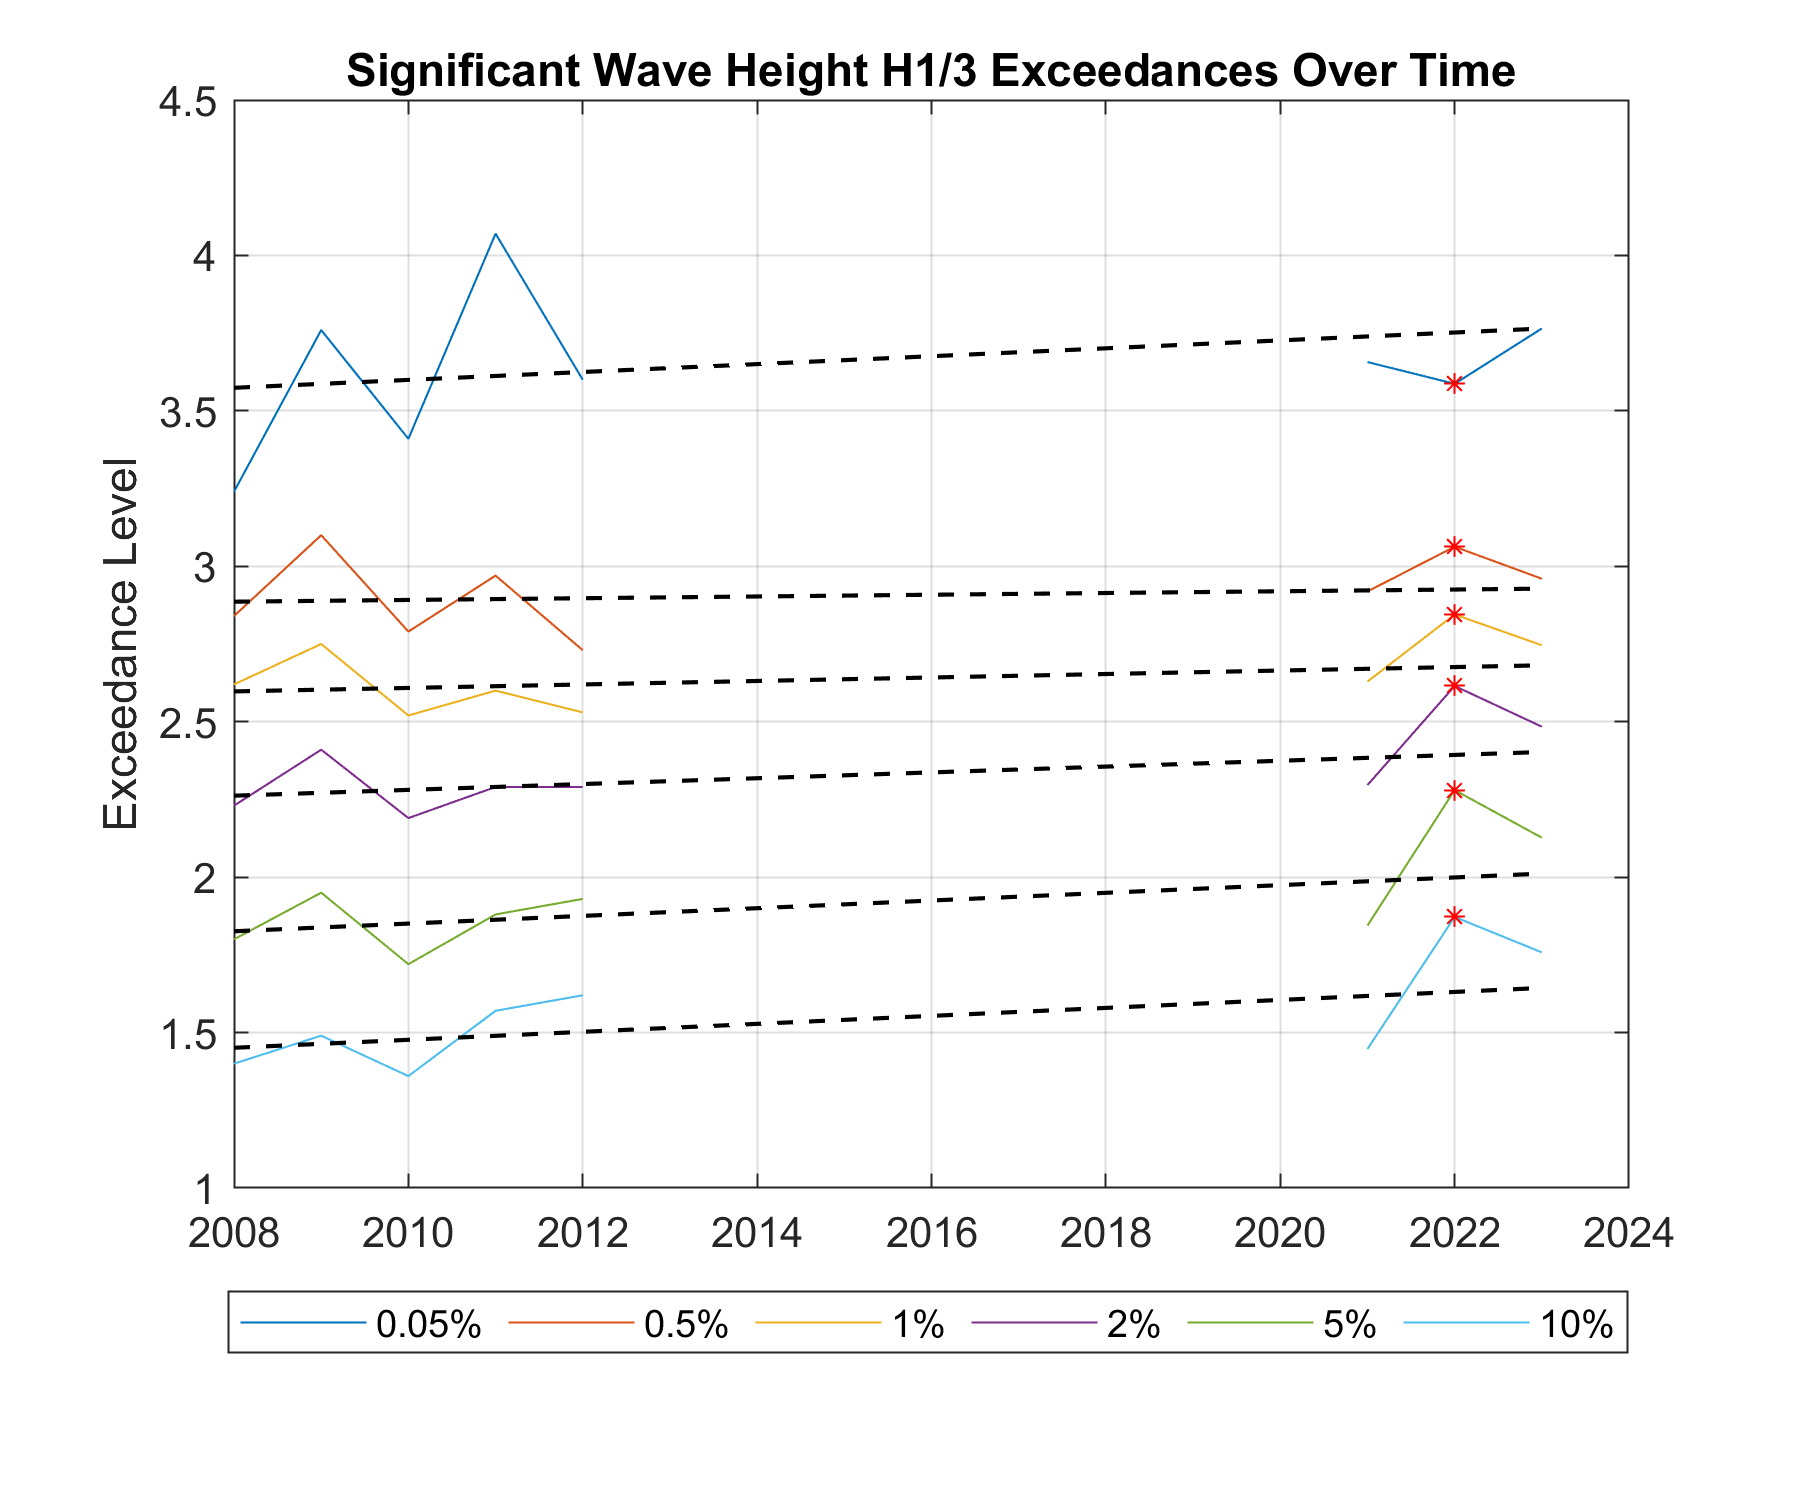 Significant Wave Height H1/3 Exceedances Over Time
4.5
4
3.5
3
2.5
2
1.5
1
Exceedance Level
2008 2010 2012 2014 2016 2018 2020 2022 2024
0.05% 0.5% 1% 2% 5% 10%